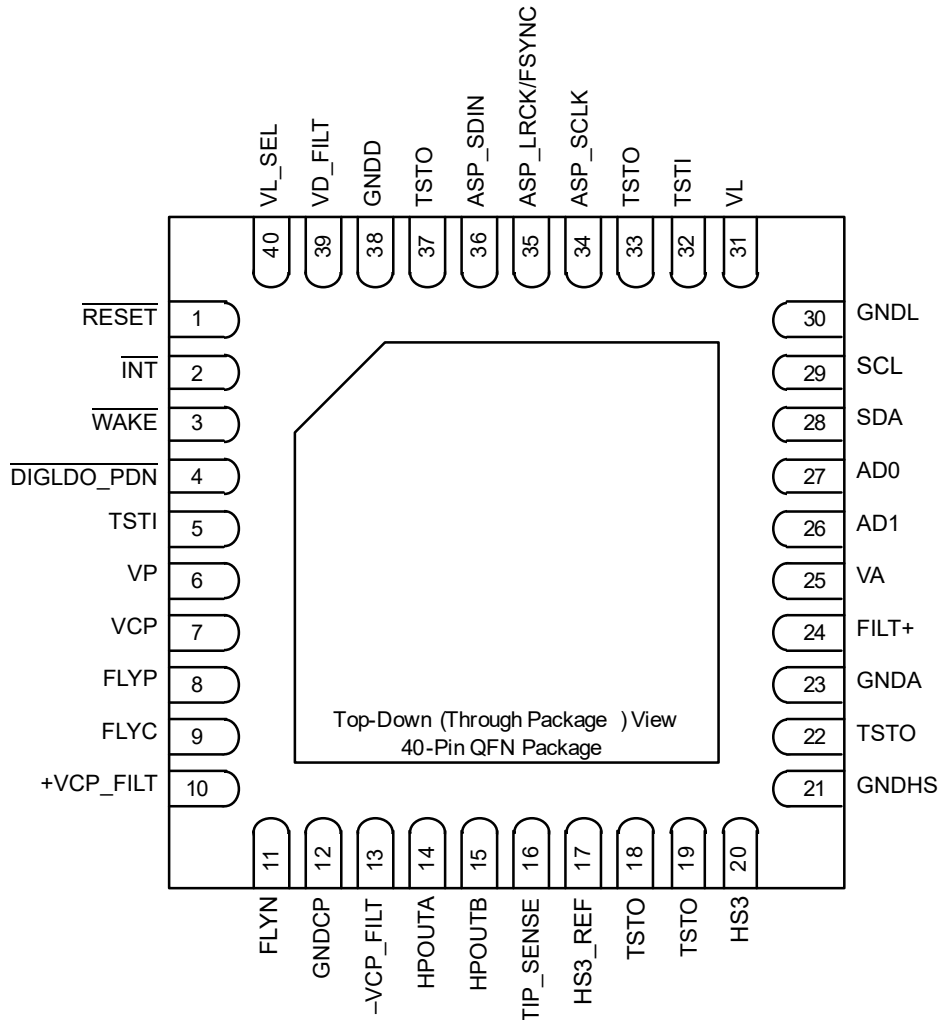 VL_SEL
VD_FILT
GNDD
TSTO
ASP_SDIN
ASP_LRCK/FSYNC
ASP_SCLK
TSTO
TSTI
VL
40
39
38
37
36
35
34
33
32
31
RESET 1
INT 2
WAKE 3
DIGLDO_PDN 4
TSTI 5
VP 6
VCP 7
FLYP 8
FLYC 9
+VCP_FILT 10
30 GNDL
29 SCL
28 SDA
27 AD0
26 AD1
25 VA
24 FILT+
23 GNDA
22 TSTO
21 GNDHS
Top-Down (Through Package ) View
40-Pin QFN Package
11
12
13
14
15
16
17
18
19
20
FLYN
GNDCP
–VCP_FILT
HPOUTA
HPOUTB
TIP_SENSE
HS3_REF
TSTO
TSTO
HS3